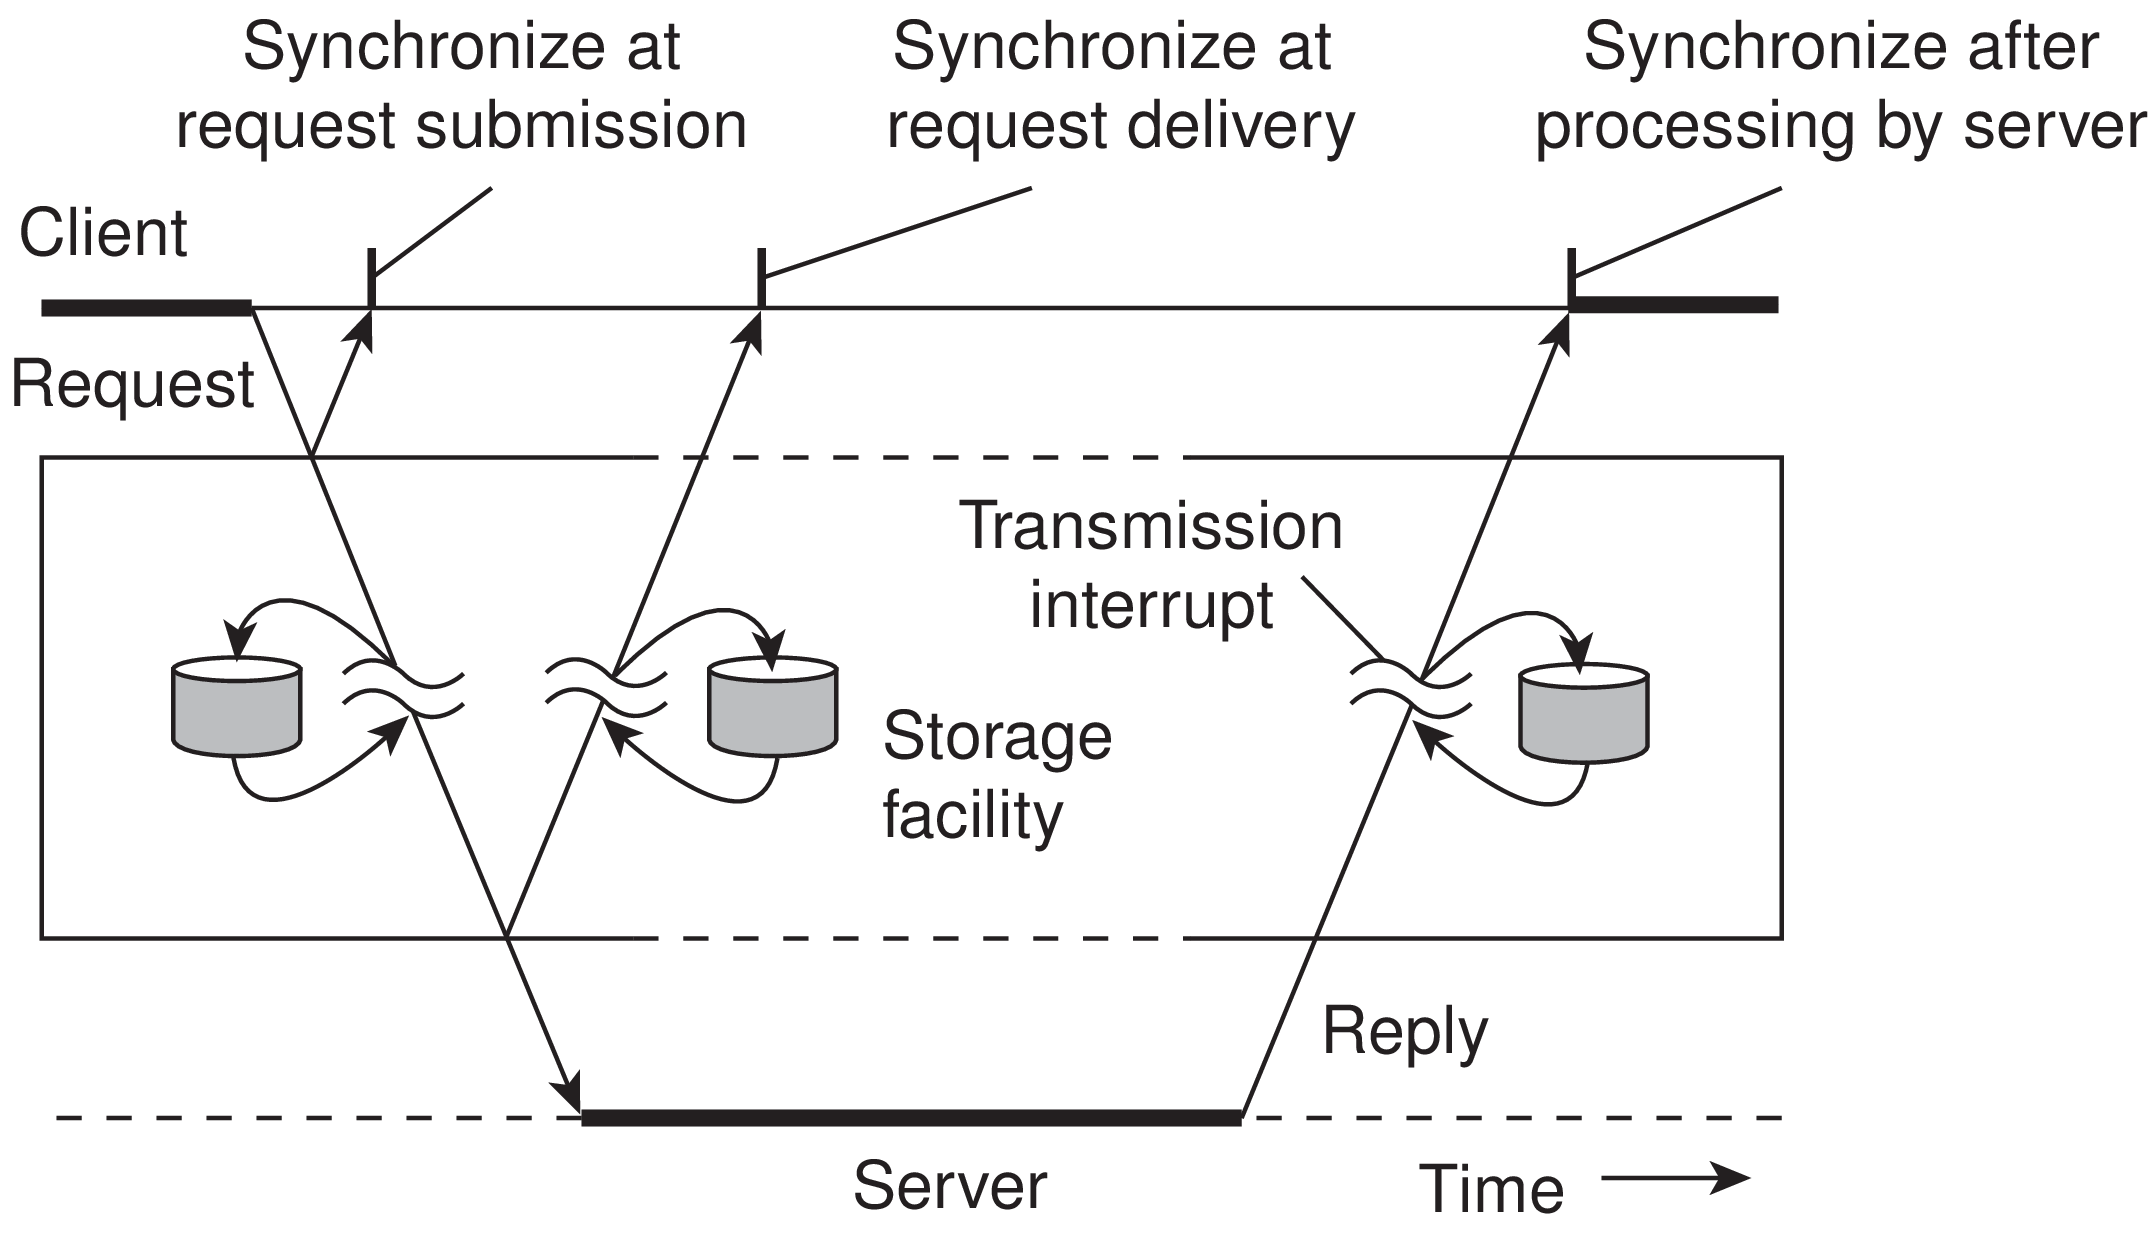 Synchronize at
request submission
Synchronize at
request delivery
Synchronize after
processing by server
Client
Request
Transmission
interrupt
Storage
facility
Reply
Server
Time